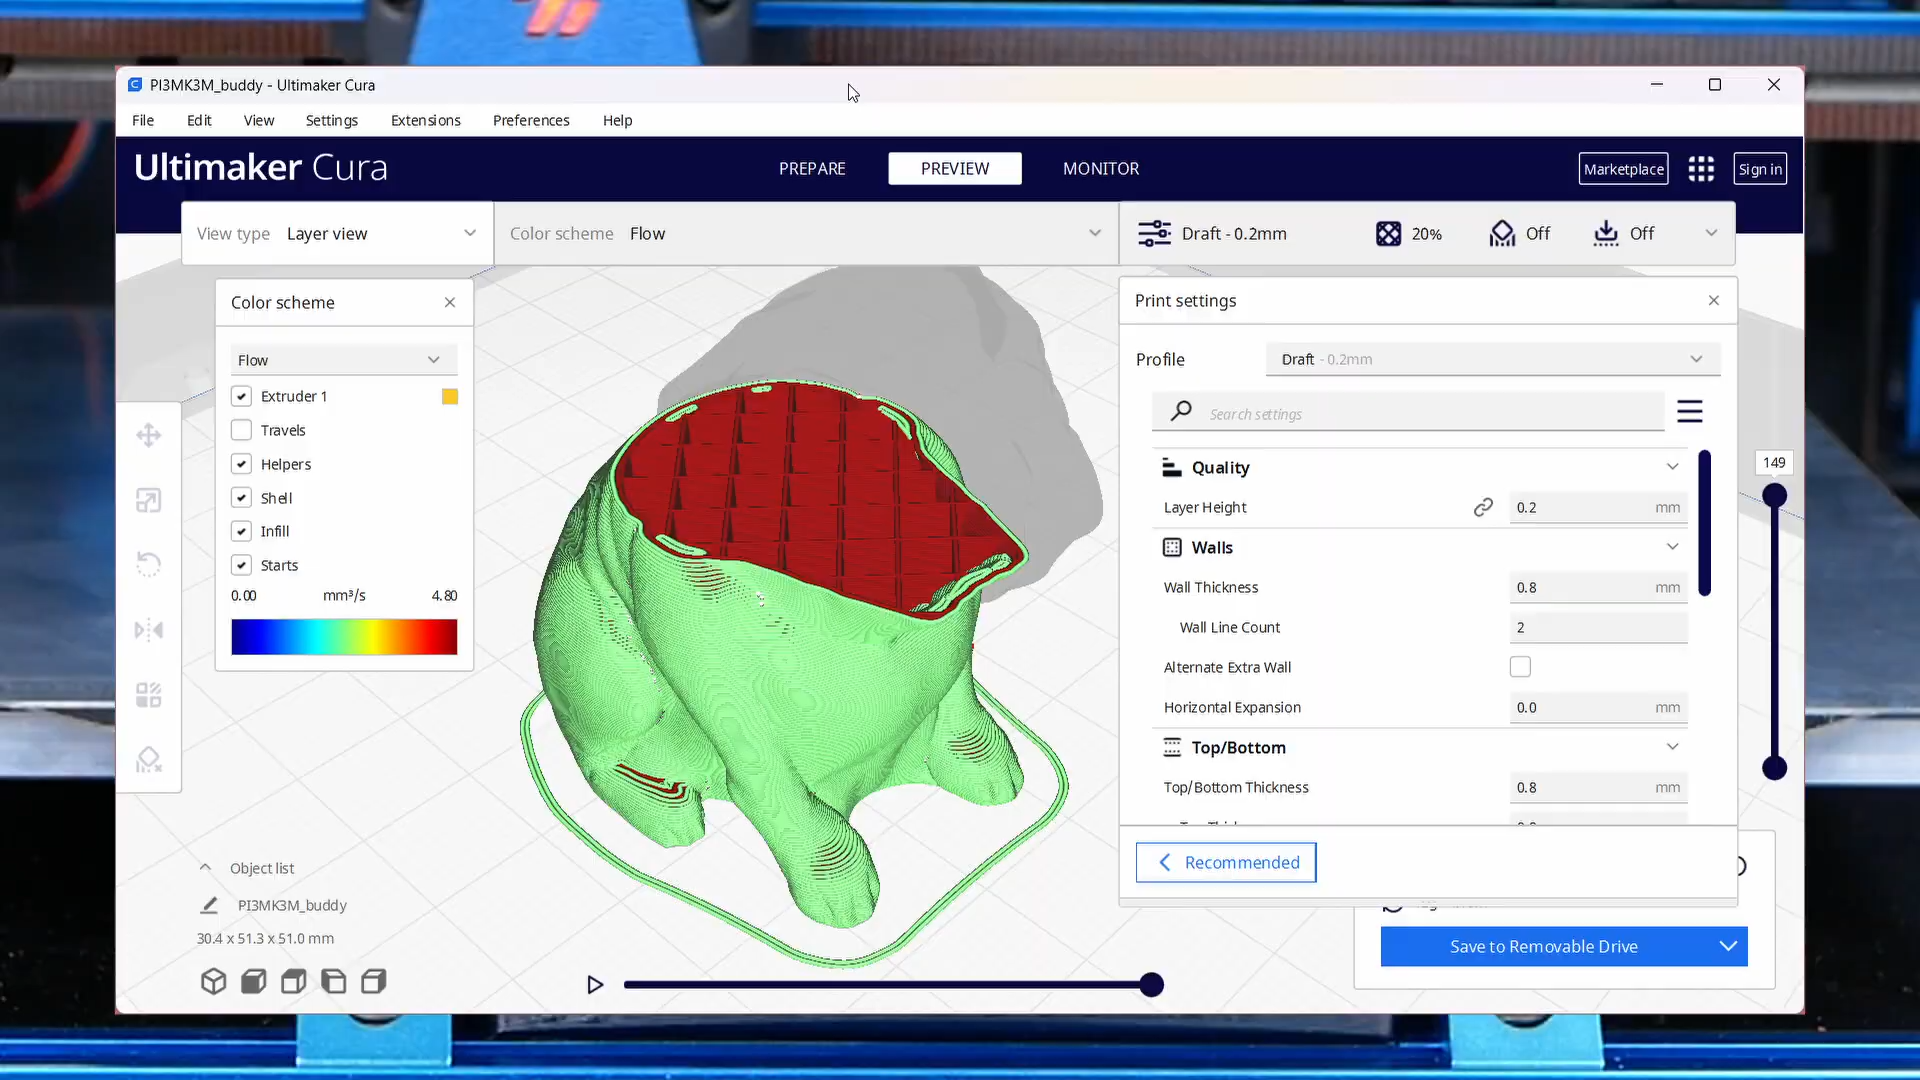 PI3MK3M_buddy - Ultimaker Cura
File Edit View Settings Extensions Preferences Help
Ultimaker Cura
PREPARE PREVIEW MONITOR
Marketplace Sign in
View type Layer view
Color scheme Flow
Draft - 0.2mm 20% Off Off
Color scheme
Flow
Extruder 1
Travels
Helpers
Shell
Infill
Starts
0.00 mm³/s 4.80
Print settings
Profile Draft - 0.2mm
Search settings
Quality
Layer Height 0.2 mm
Walls
Wall Thickness 0.8 mm
Wall Line Count 2
Alternate Extra Wall
Horizontal Expansion 0.0 mm
Top/Bottom
Top/Bottom Thickness 0.8 mm
Recommended
149
Object list
PI3MK3M_buddy
30.4 x 51.3 x 51.0 mm
Save to Removable Drive